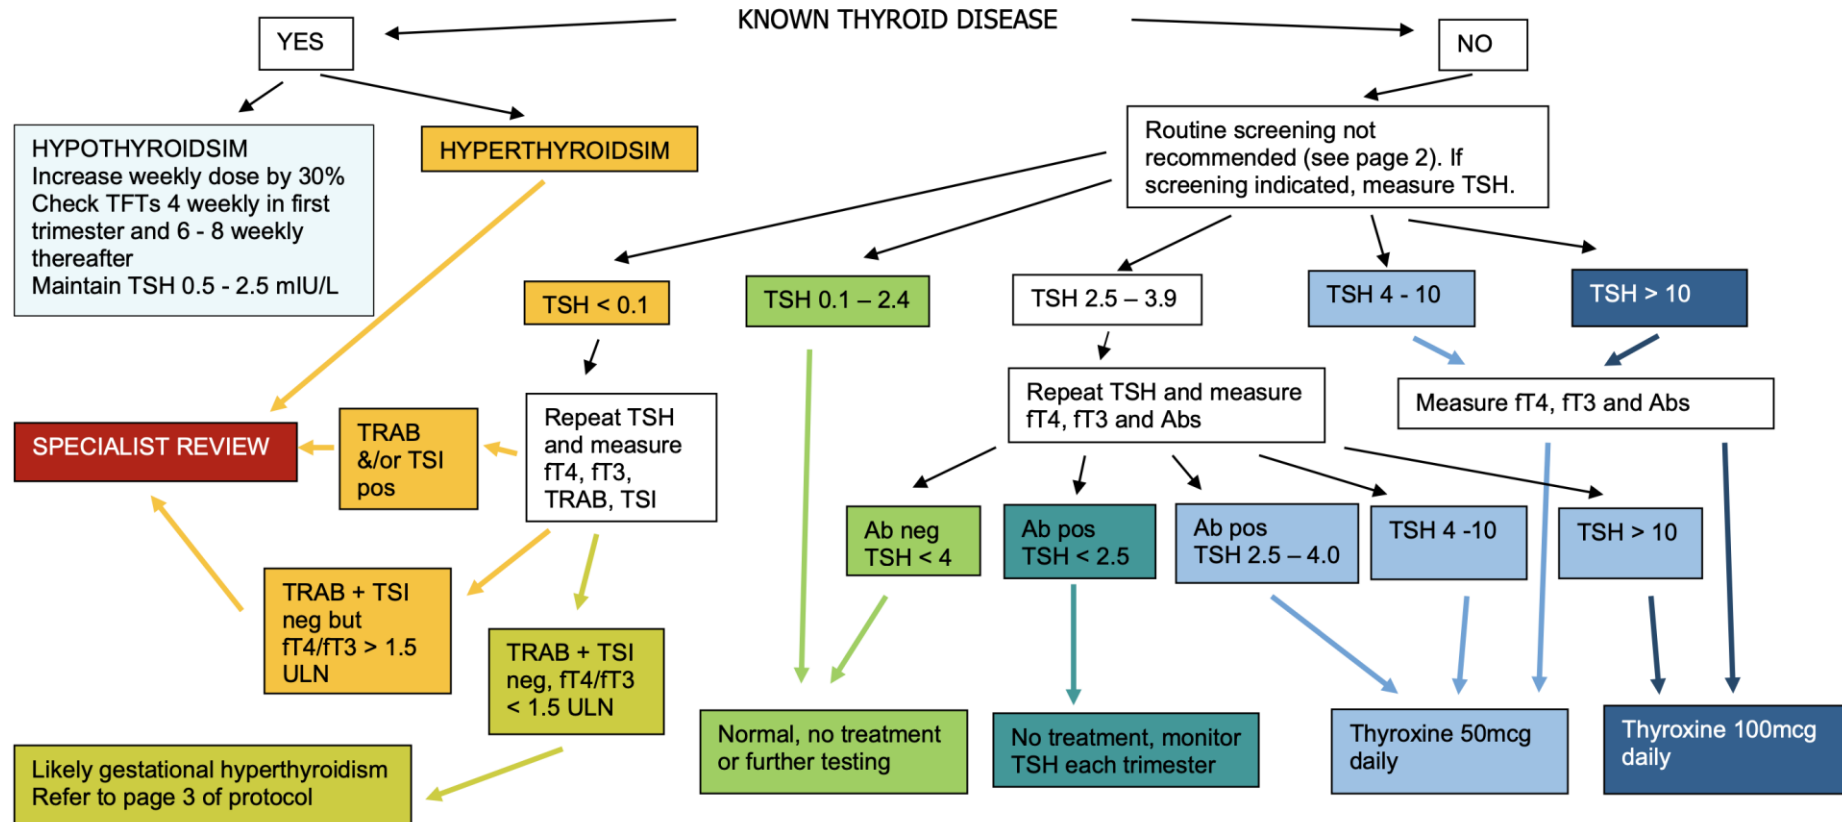 KNOWN THYROID DISEASE
YES
NO
HYPOTHYROIDSIM
Increase weekly dose by 30%
Check TFTs 4 weekly in first
trimester and 6 - 8 weekly
thereafter
Maintain TSH 0.5 - 2.5 mIU/L
HYPERTHYROIDSIM
Routine screening not
recommended (see page 2). If
screening indicated, measure TSH.
TSH < 0.1
TSH 0.1 – 2.4
TSH 2.5 – 3.9
TSH 4 - 10
TSH > 10
SPECIALIST REVIEW
TRAB
&/or TSI
pos
Repeat TSH
and measure
fT4, fT3,
TRAB, TSI
Repeat TSH and measure
fT4, fT3 and Abs
Measure fT4, fT3 and Abs
Ab neg
TSH < 4
Ab pos
TSH < 2.5
Ab pos
TSH 2.5 – 4.0
TSH 4 -10
TSH > 10
TRAB + TSI
neg but
fT4/fT3 > 1.5
ULN
TRAB + TSI
neg, fT4/fT3
< 1.5 ULN
Likely gestational hyperthyroidism
Refer to page 3 of protocol
Normal, no treatment
or further testing
No treatment, monitor
TSH each trimester
Thyroxine 50mcg
daily
Thyroxine 100mcg
daily